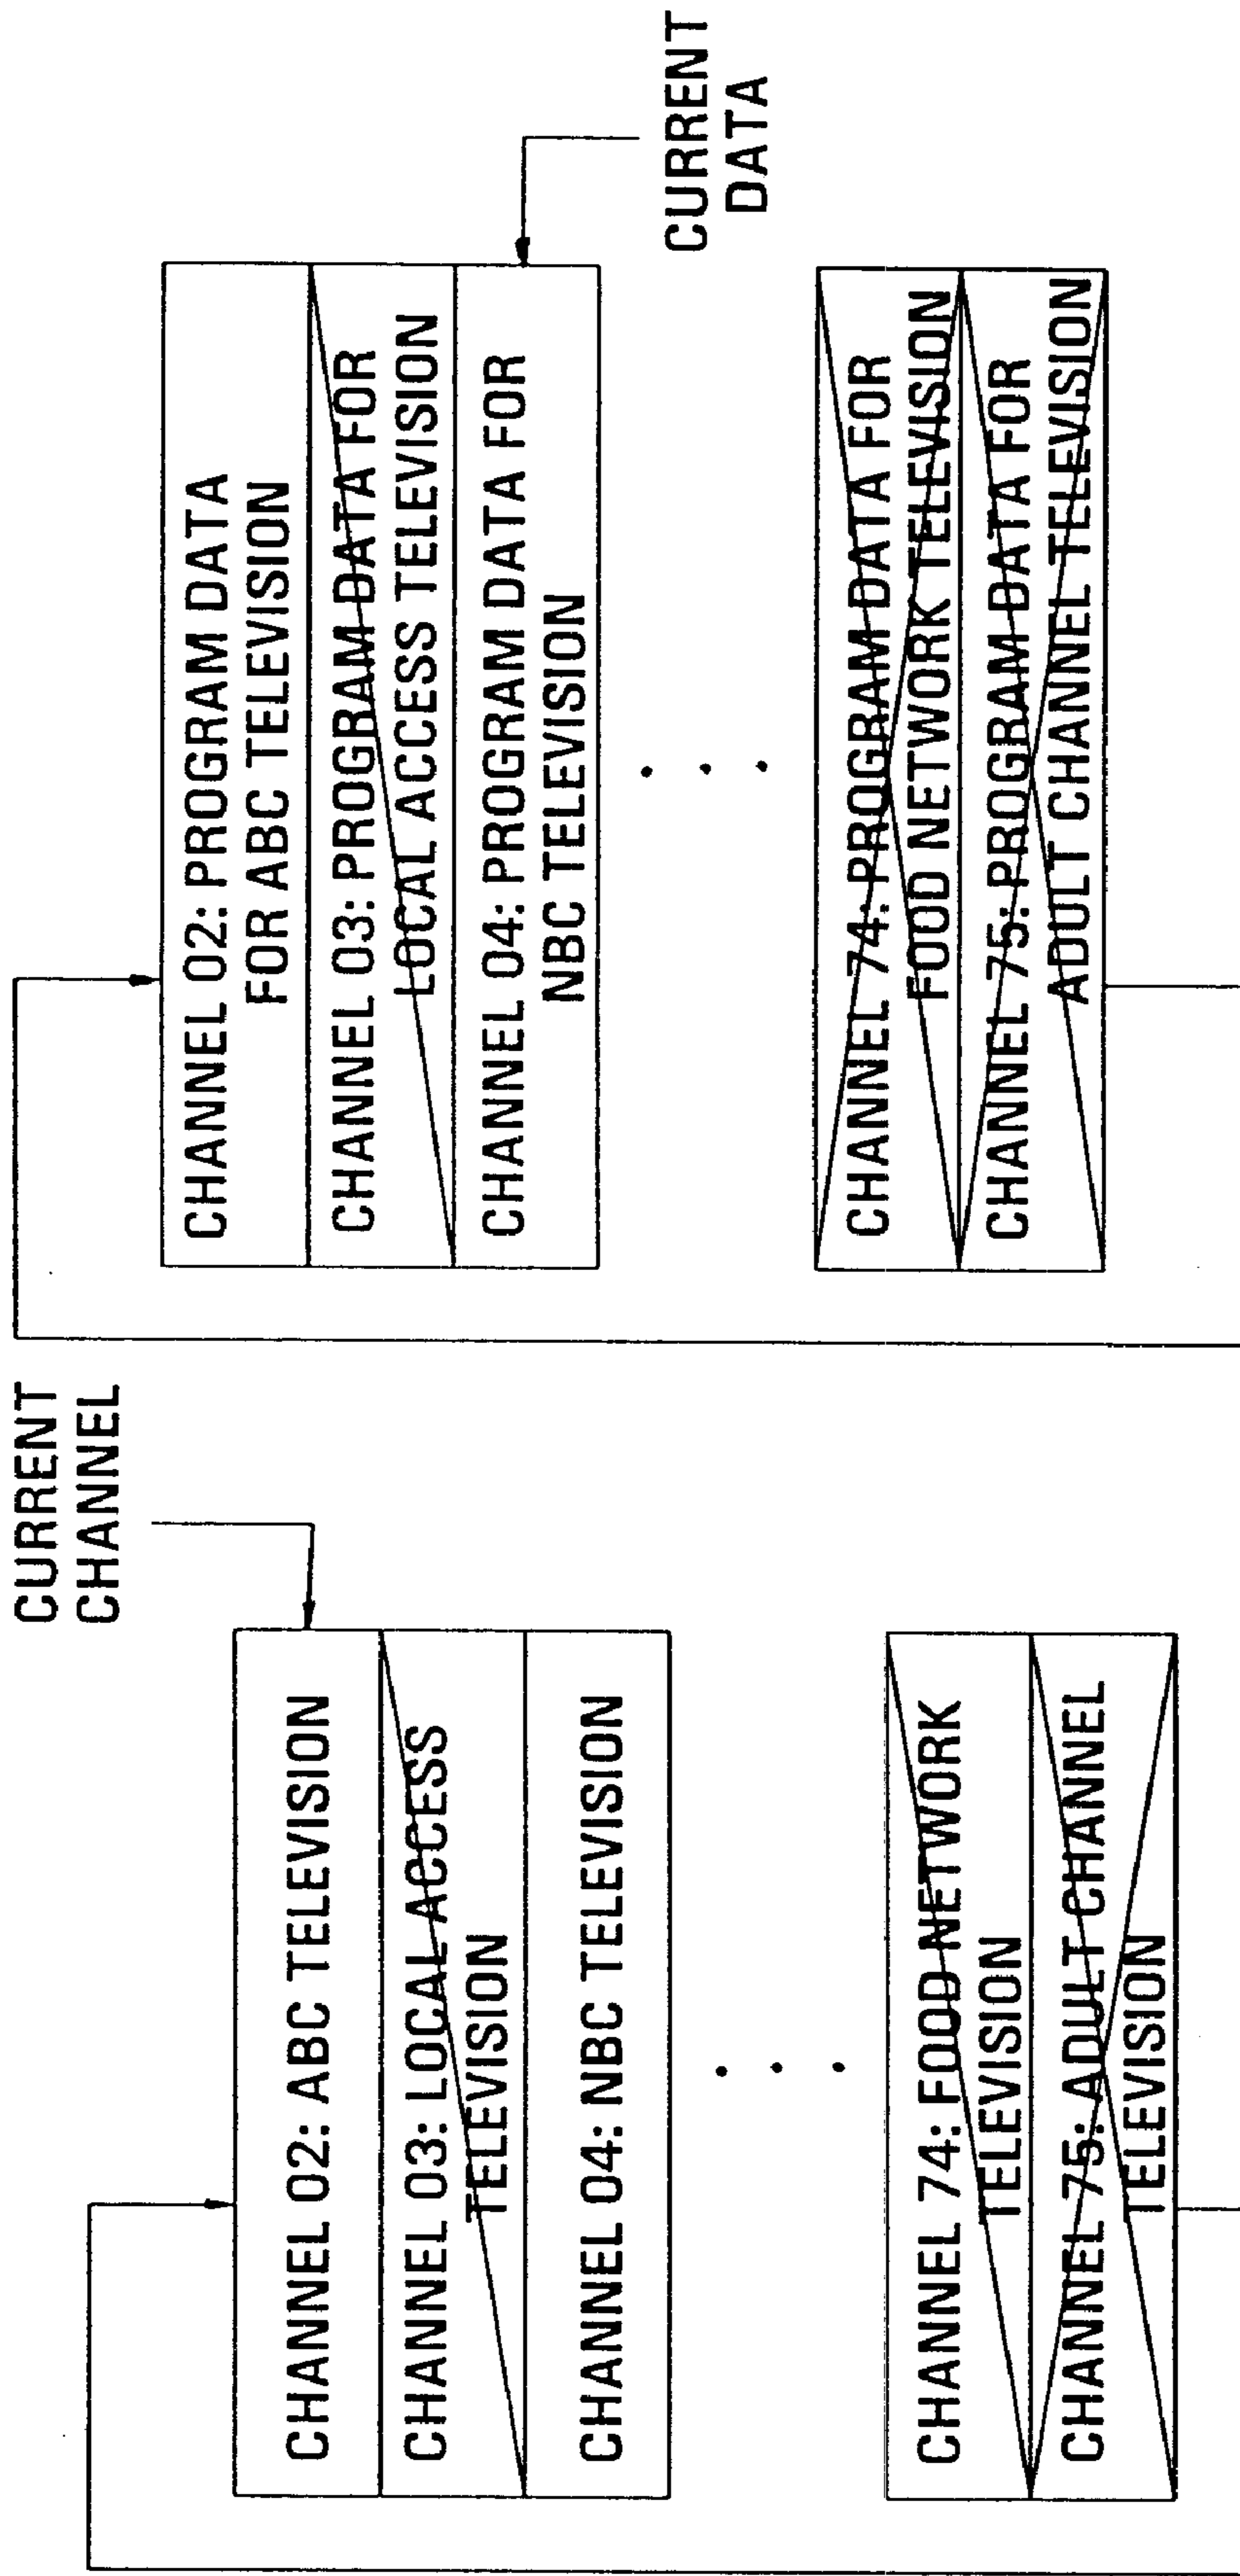 CURRENT
CHANNEL
CHANNEL 02: ABC TELEVISION
CHANNEL 03: LOCAL ACCESS
TELEVISION
CHANNEL 04: NBC TELEVISION
CHANNEL 74: FOOD NETWORK
TELEVISION
CHANNEL 75: ADULT CHANNEL
TELEVISION
CHANNEL 02: PROGRAM DATA
FOR ABC TELEVISION
CHANNEL 03: PROGRAM DATA FOR
LOCAL ACCESS TELEVISION
CHANNEL 04: PROGRAM DATA FOR
NBC TELEVISION
CHANNEL 74: PROGRAM DATA FOR
FOOD NETWORK TELEVISION
CHANNEL 75: PROGRAM DATA FOR
ADULT CHANNEL TELEVISION
CURRENT
DATA